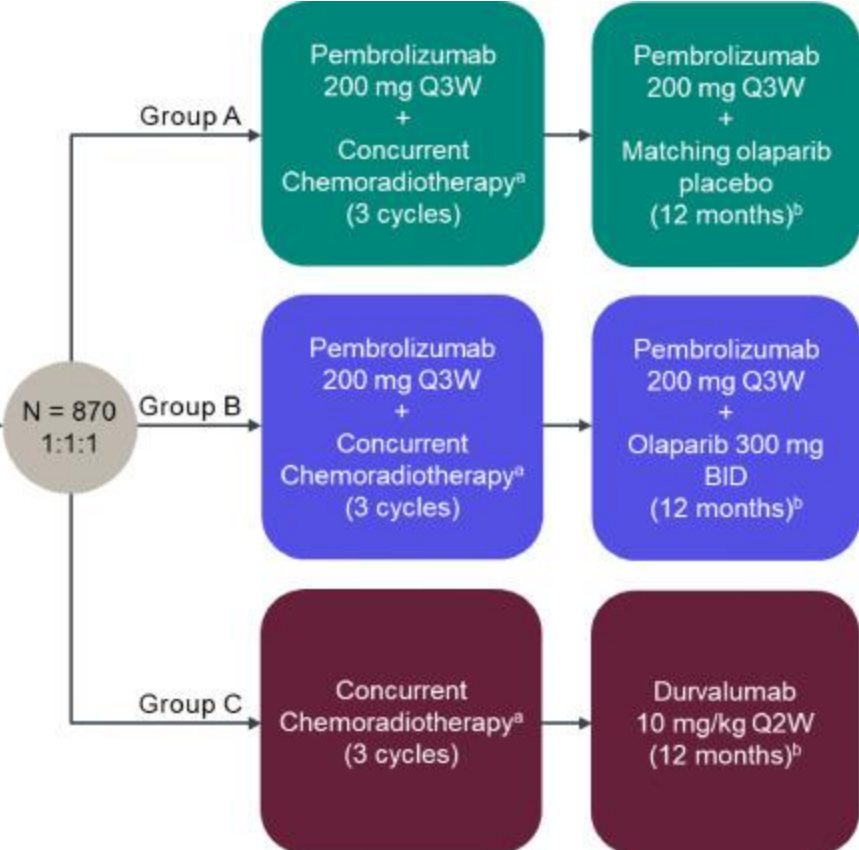 Group A
Pembrolizumab
200 mg Q3W
+
Concurrent
Chemoradiotherapyᵃ
(3 cycles)
Pembrolizumab
200 mg Q3W
+
Matching olaparib
placebo
(12 months)ᵇ
N = 870
1:1:1
Group B
Pembrolizumab
200 mg Q3W
+
Concurrent
Chemoradiotherapyᵃ
(3 cycles)
Pembrolizumab
200 mg Q3W
+
Olaparib 300 mg
BID
(12 months)ᵇ
Group C
Concurrent
Chemoradiotherapyᵃ
(3 cycles)
Durvalumab
10 mg/kg Q2W
(12 months)ᵇ